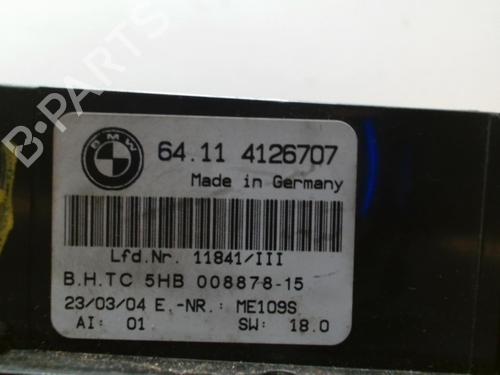 BMW
64.11 4126707
Made in Germany
Lfd.Nr. 11841/III
B.H.TC 5HB 008878-15
23/03/04 E.-NR.: ME109S
AI: 01 SW: 18.0
B-PARTS